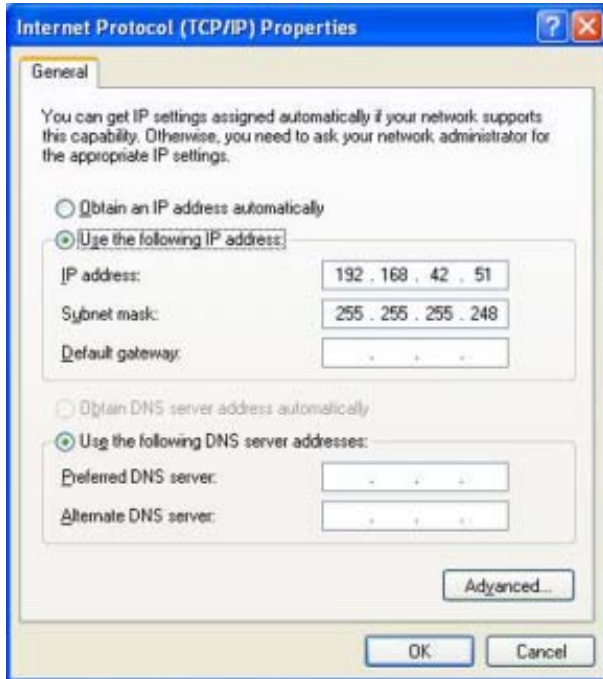 Internet Protocol (TCP/IP) Properties
General
You can get IP settings assigned automatically if your network supports
this capability. Otherwise, you need to ask your network administrator for
the appropriate IP settings.
Obtain an IP address automatically
Use the following IP address:
IP address: 192 . 168 . 42 . 51
Subnet mask: 255 . 255 . 255 . 248
Default gateway: . . .
Obtain DNS server address automatically
Use the following DNS server addresses:
Preferred DNS server: . . .
Alternate DNS server: . . .
Advanced...
OK Cancel